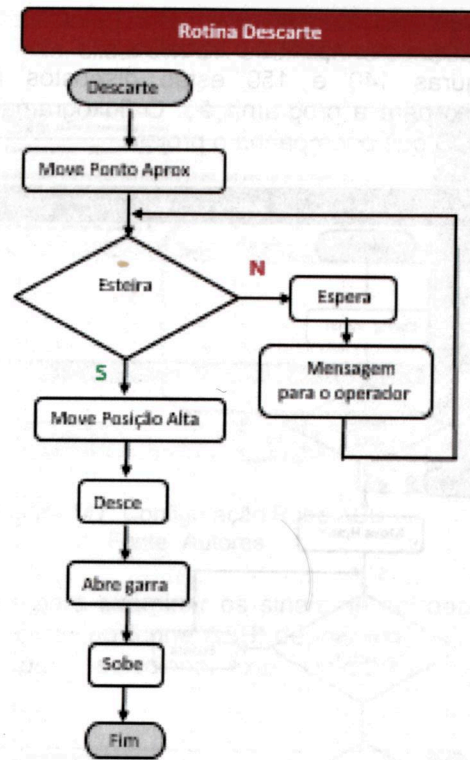 Rotina Descarte
Descarte
Move Ponto Aprox
Esteira
N
Espera
S
Mensagem
para o operador
Move Posição Alta
Desce
Abre garra
Sobe
Fim